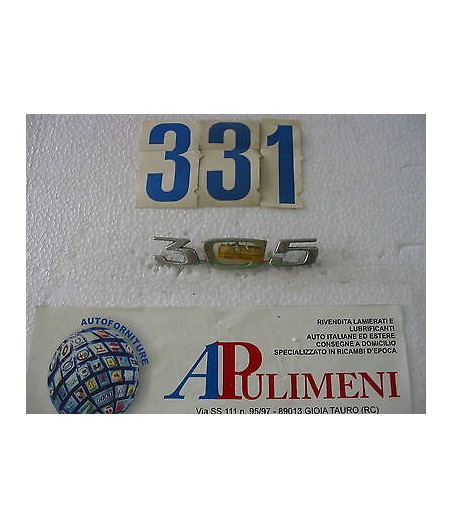 331
305
AUTOFORNITURE
RIVENDITA LAMIERATI E
LUBRIFICANTI
AUTO ITALIANE ED ESTERE
CONSEGNE A DOMICILIO
SPECIALIZZATO IN RICAMBI D'EPOCA
APULIMENI
Via SS 111 n. 95/97 - 89013 GIOIA TAURO (RC)